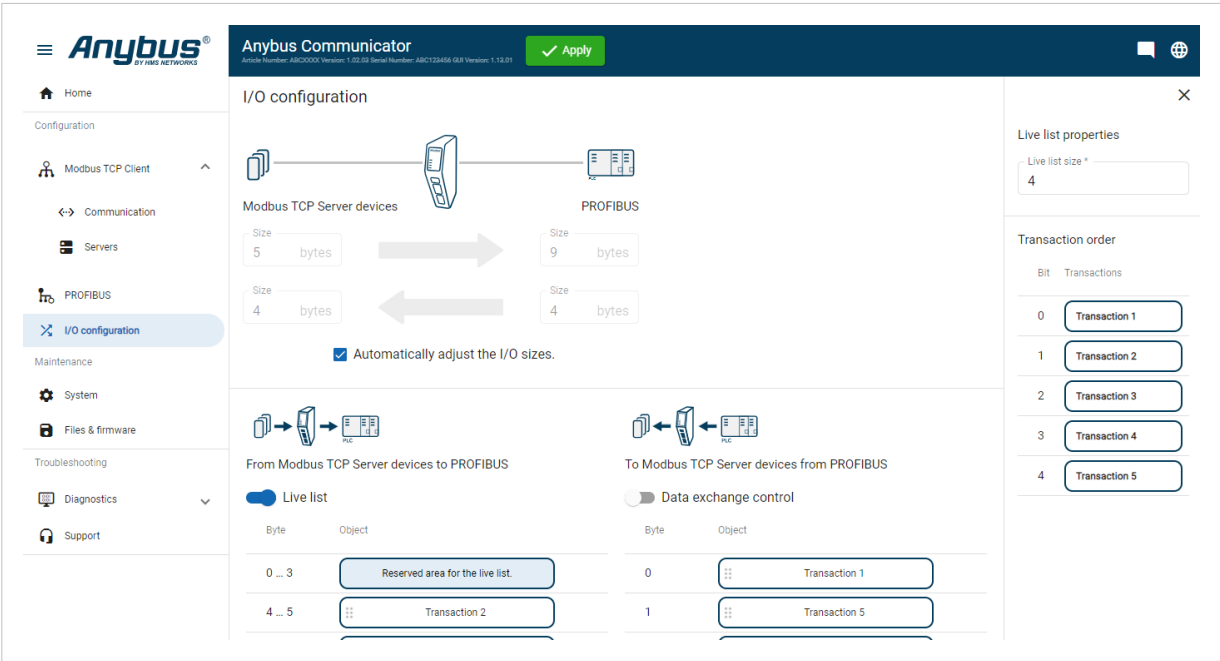 Anybus®
BY HMS NETWORKS
Anybus Communicator
Article Number: ABCXXXX Version: 1.02.03 Serial Number: ABC123456 GUI Version: 1.13.01
Apply
Home
Configuration
Modbus TCP Client
Communication
Servers
PROFIBUS
I/O configuration
Maintenance
System
Files & firmware
Troubleshooting
Diagnostics
Support
I/O configuration
PLC
Modbus TCP Server devices
PROFIBUS
Size
5 bytes
Size
9 bytes
Size
4 bytes
Size
4 bytes
Automatically adjust the I/O sizes.
PLC
From Modbus TCP Server devices to PROFIBUS
Live list
Byte Object
0 ... 3 Reserved area for the live list.
4 ... 5 Transaction 2
PLC
To Modbus TCP Server devices from PROFIBUS
Data exchange control
Byte Object
0 Transaction 1
1 Transaction 5
Live list properties
Live list size *
4
Transaction order
Bit Transactions
0 Transaction 1
1 Transaction 2
2 Transaction 3
3 Transaction 4
4 Transaction 5